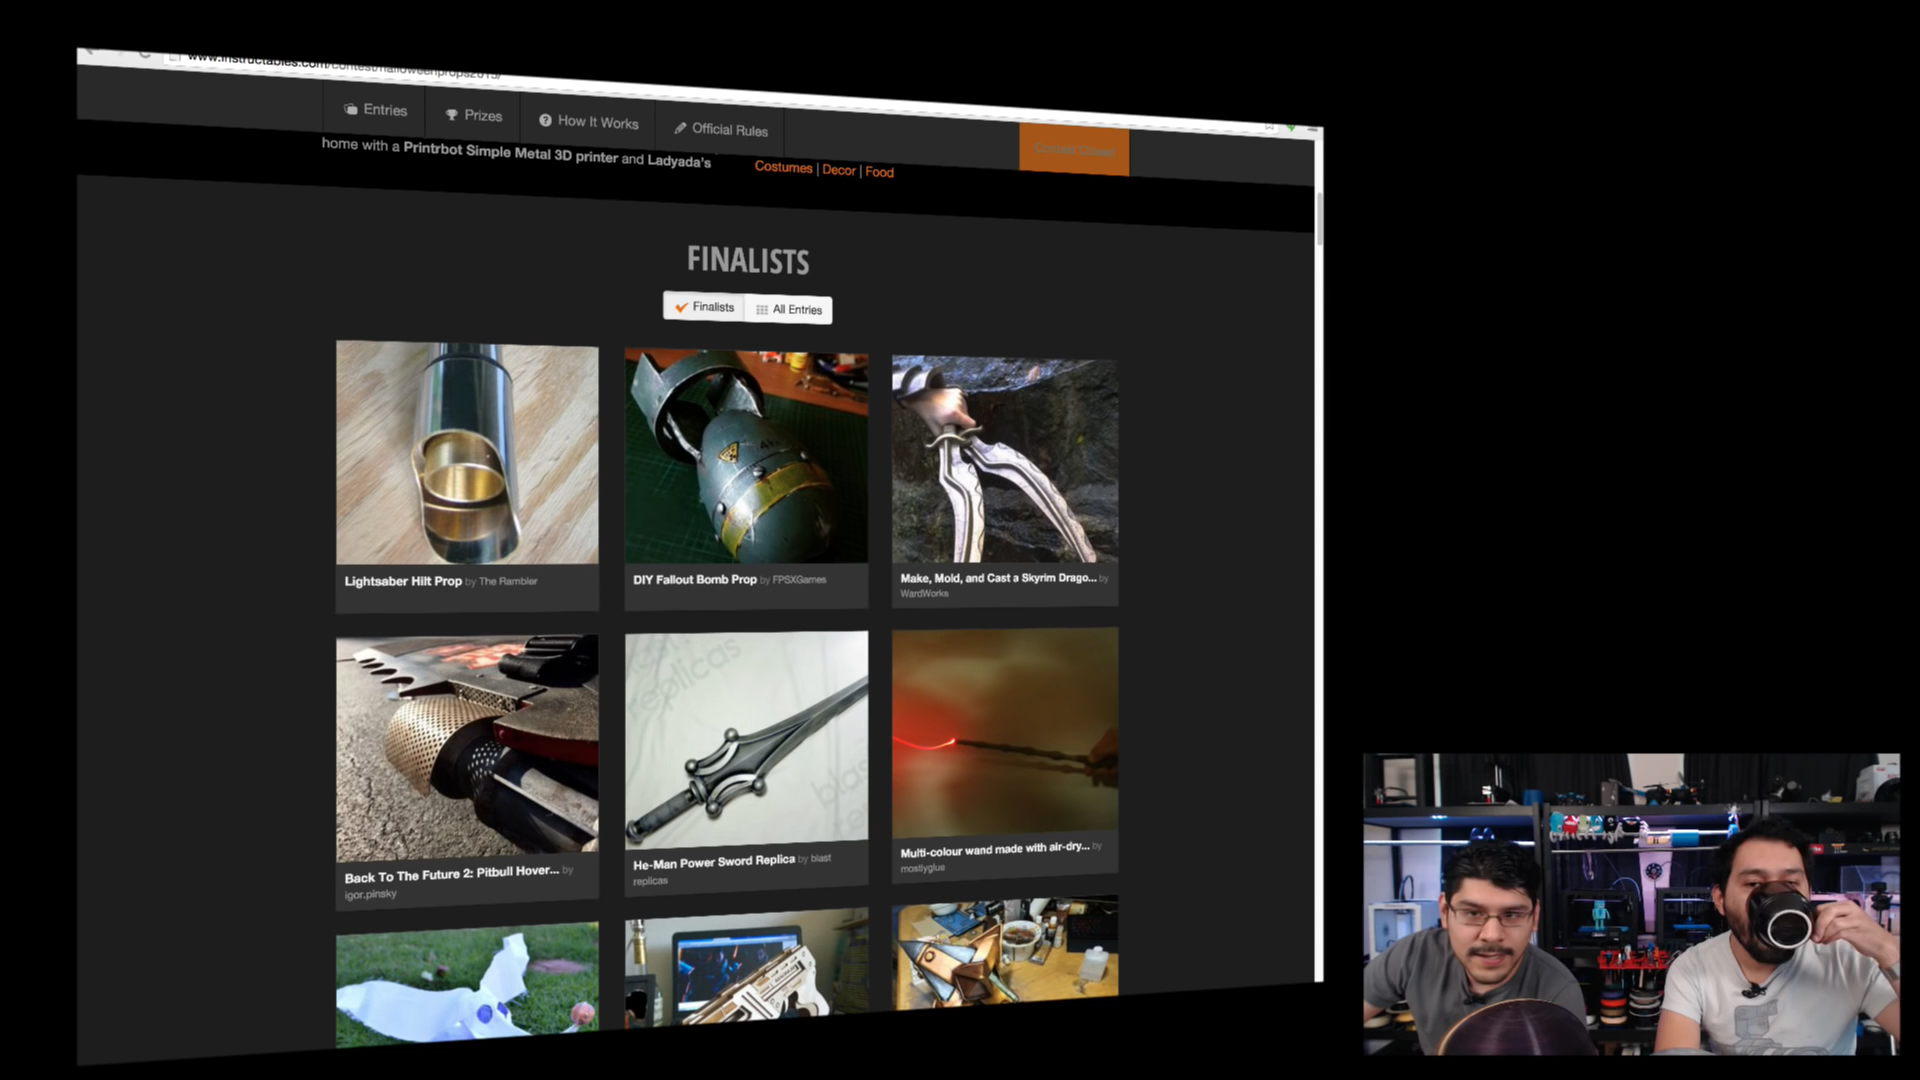 www.instructables.com/contest/halloweenprops2015/
Entries
Prizes
How It Works
Official Rules
Contest Closed
home with a Printrbot Simple Metal 3D printer and Ladyada's
Costumes | Decor | Food
FINALISTS
Finalists
All Entries
Lightsaber Hilt Prop by The Rambler
DIY Fallout Bomb Prop by FPSXGames
Make, Mold, and Cast a Skyrim Drago... by
WardWorks
replicas
blast
Back To The Future 2: Pitbull Hover... by
igor.pinsky
He-Man Power Sword Replica by blast
replicas
Multi-colour wand made with air-dry... by
mostlyglue